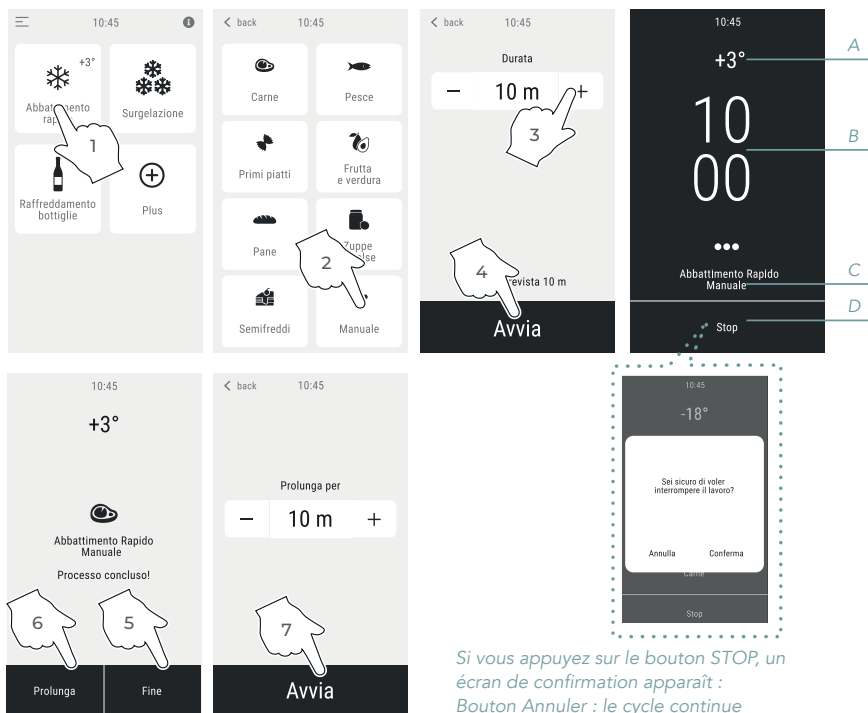 10:45
+3°
Abbattimento
rap
1
Surgelazione
Raffreddamento
bottiglie
Plus
back 10:45
Carne
Pesce
Primi piatti
Frutta
e verdura
Pane
2
Semifreddi
Manuale
back 10:45
Durata
− 10 m +
3
4
revista 10 m
Avvia
10:45
+3°
10
00
Abbattimento RapIdo
Manuale
Stop
A
B
C
D
10:45
+3°
Abbattimento Rapido
Manuale
Processo concluso!
6
5
Prolunga
Fine
back 10:45
Prolunga per
− 10 m +
7
Avvia
10:45
-18°
Sei sicuro di voler
interrompere il lavoro?
Annulla
Conferma
Carne
Stop
Si vous appuyez sur le bouton STOP, un
écran de confirmation apparaît :
Bouton Annuler : le cycle continue